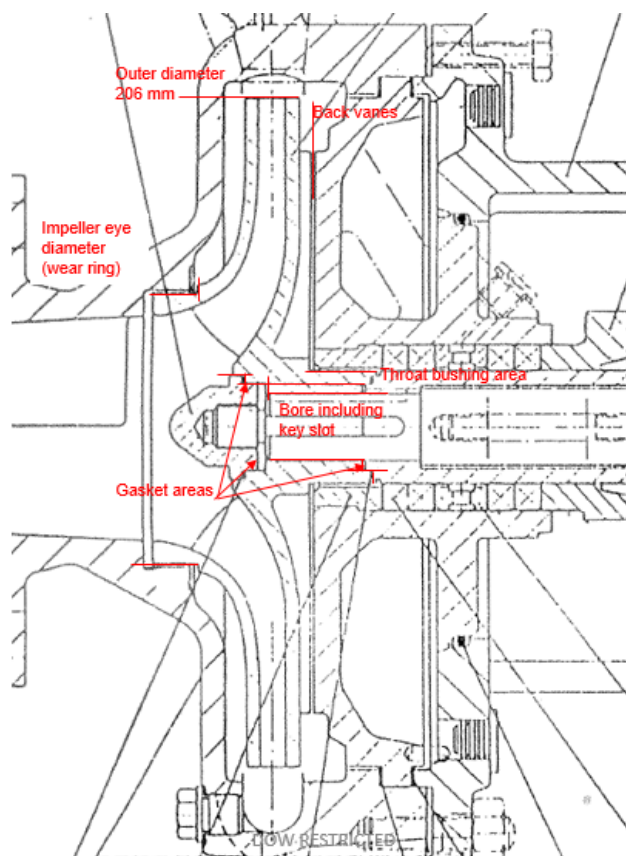 Outer diameter
206 mm
Back vanes
Impeller eye
diameter
(wear ring)
Throat bushing area
Bore including
key slot
Gasket areas
DOW RESTRICTED